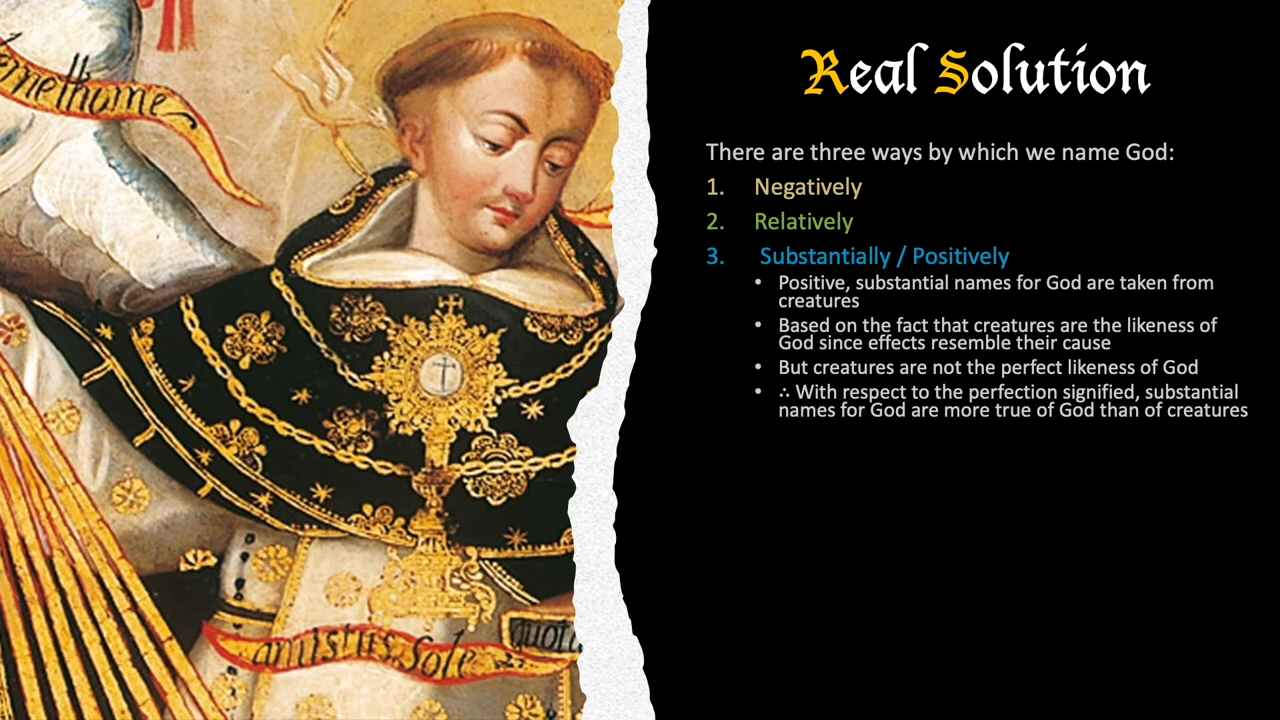 Real Solution
There are three ways by which we name God:
1. Negatively
2. Relatively
3. Substantially / Positively
• Positive, substantial names for God are taken from
creatures
• Based on the fact that creatures are the likeness of
God since effects resemble their cause
• But creatures are not the perfect likeness of God
• ∴ With respect to the perfection signified, substantial
names for God are more true of God than of creatures
amistus Sole